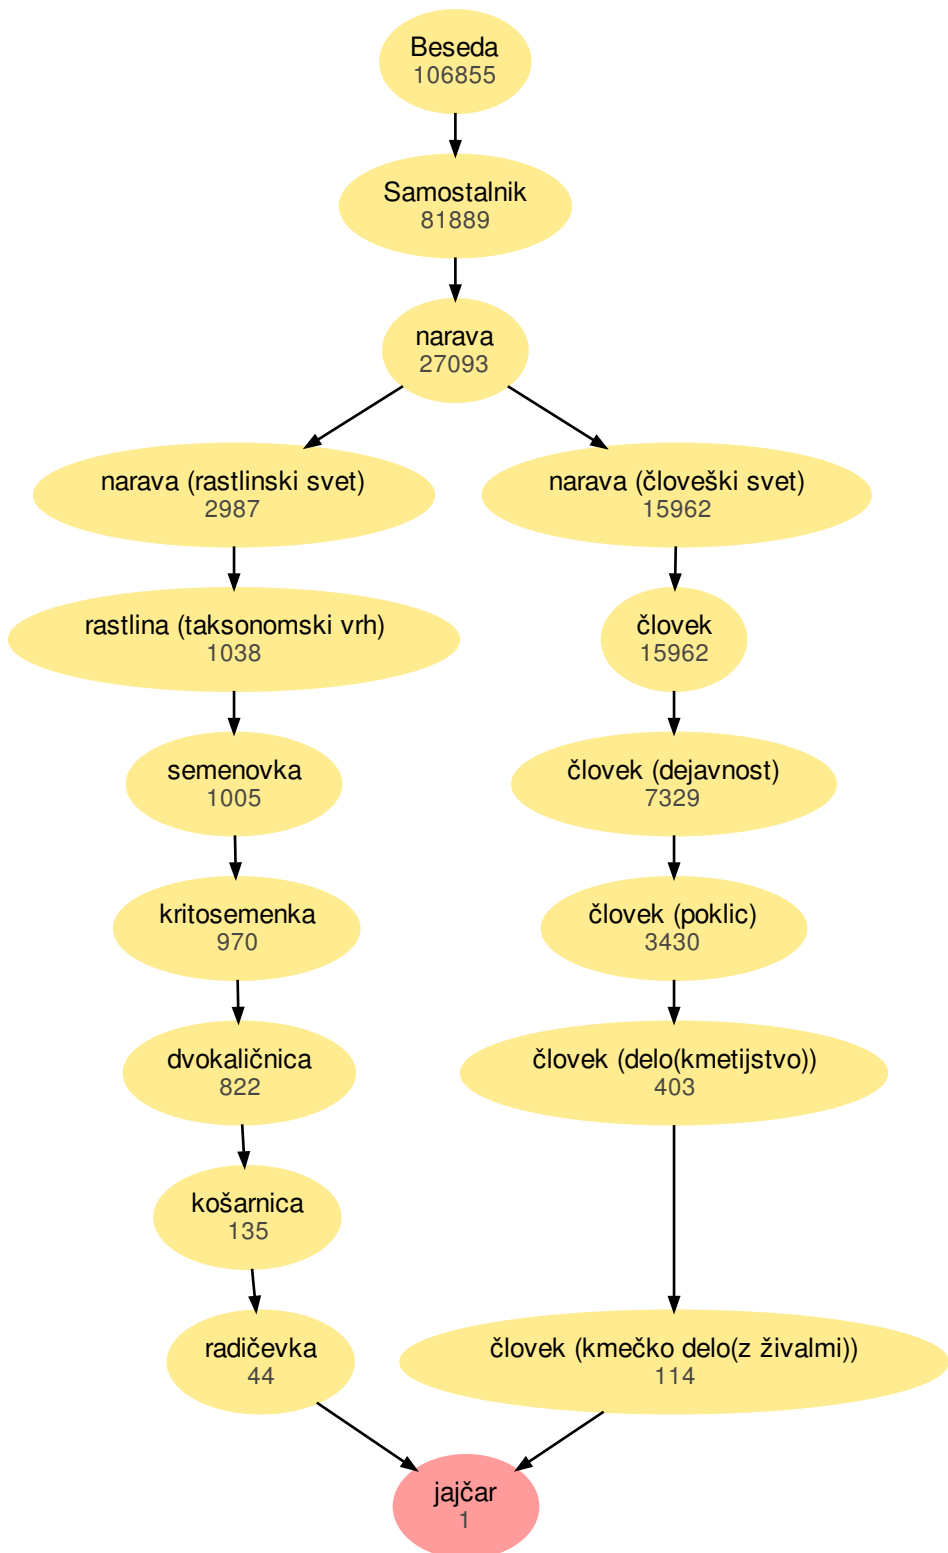 Beseda
106855
Samostalnik
81889
narava
27093
narava (rastlinski svet)
2987
narava (človeški svet)
15962
rastlina (taksonomski vrh)
1038
človek
15962
semenovka
1005
človek (dejavnost)
7329
kritosemenka
970
človek (poklic)
3430
dvokaličnica
822
človek (delo(kmetijstvo))
403
košarnica
135
radičevka
44
človek (kmečko delo(z živalmi))
114
jajčar
1